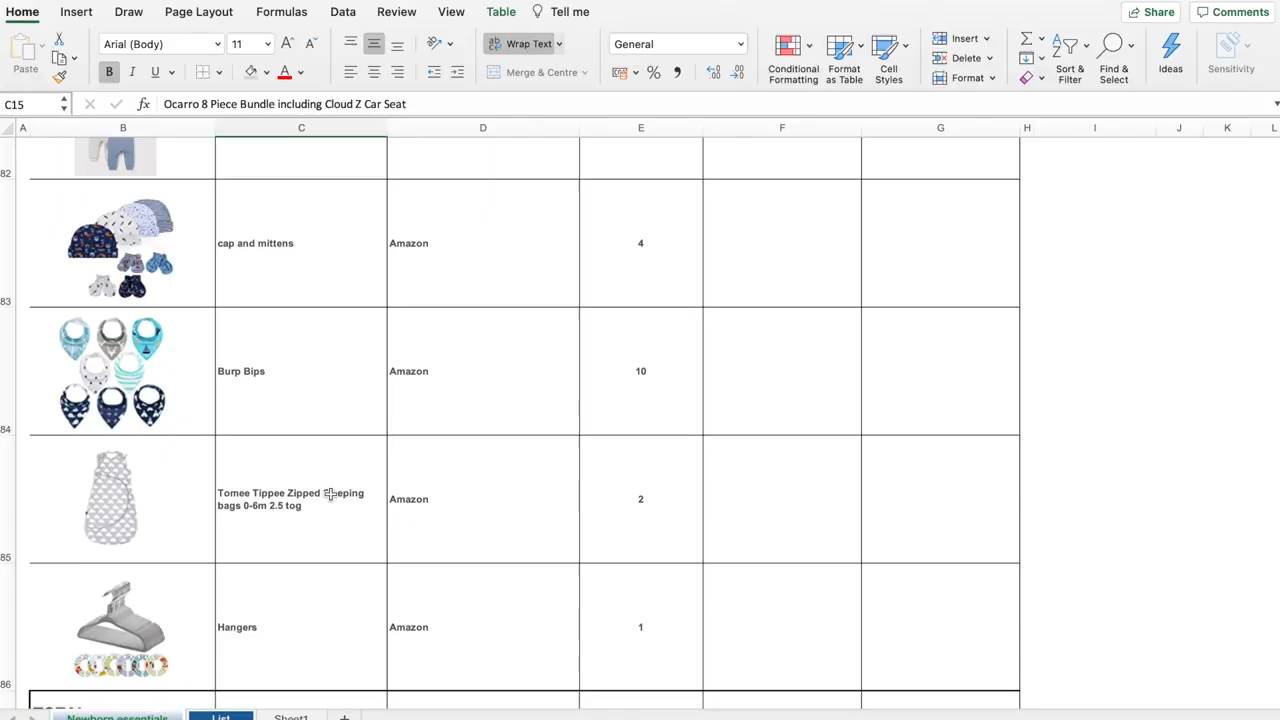 Home Insert Draw Page Layout Formulas Data Review View Table Tell me Share Comments
Paste Arial (Body) 11 A A B I U A ab Wrap Text Merge & Centre General % Conditional Formatting Format as Table Cell Styles Insert Delete Format Sort & Filter Find & Select Ideas Sensitivity
C15 fx Ocarro 8 Piece Bundle including Cloud Z Car Seat
A B C D E F G H I J K L
82
cap and mittens Amazon 4
83
Burp Bips Amazon 10
84
Tomee Tippee Zipped
bags 0-6m 2.5 tog Amazon 2
85
Hangers Amazon 1
86
TOTAL
Newborn essentials List Sheet1 +